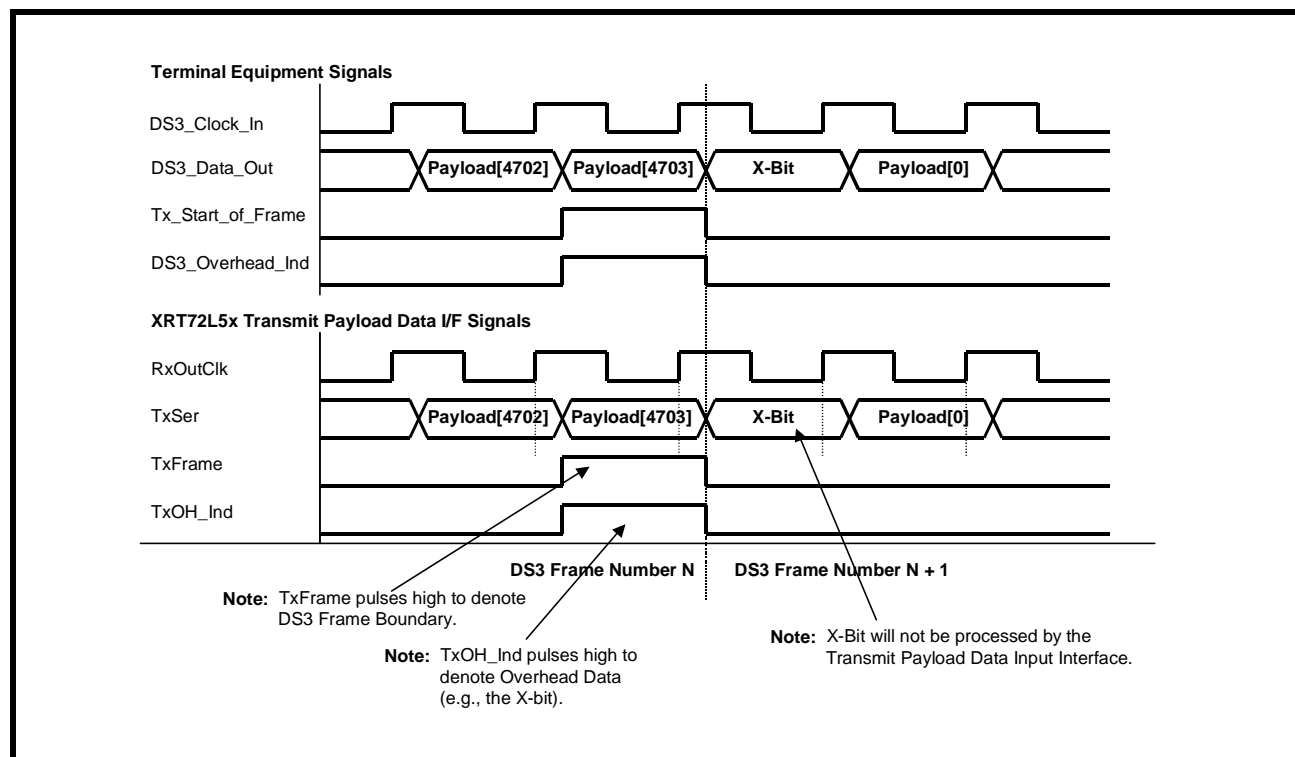 Terminal Equipment Signals
DS3_Clock_In
DS3_Data_Out
Payload[4702] Payload[4703] X-Bit Payload[0]
Tx_Start_of_Frame
DS3_Overhead_Ind
XRT72L5x Transmit Payload Data I/F Signals
RxOutClk
TxSer
Payload[4702] Payload[4703] X-Bit Payload[0]
TxFrame
TxOH_Ind
DS3 Frame Number N DS3 Frame Number N + 1
Note: TxFrame pulses high to denote
DS3 Frame Boundary.
Note: TxOH_Ind pulses high to
denote Overhead Data
(e.g., the X-bit).
Note: X-Bit will not be processed by the
Transmit Payload Data Input Interface.